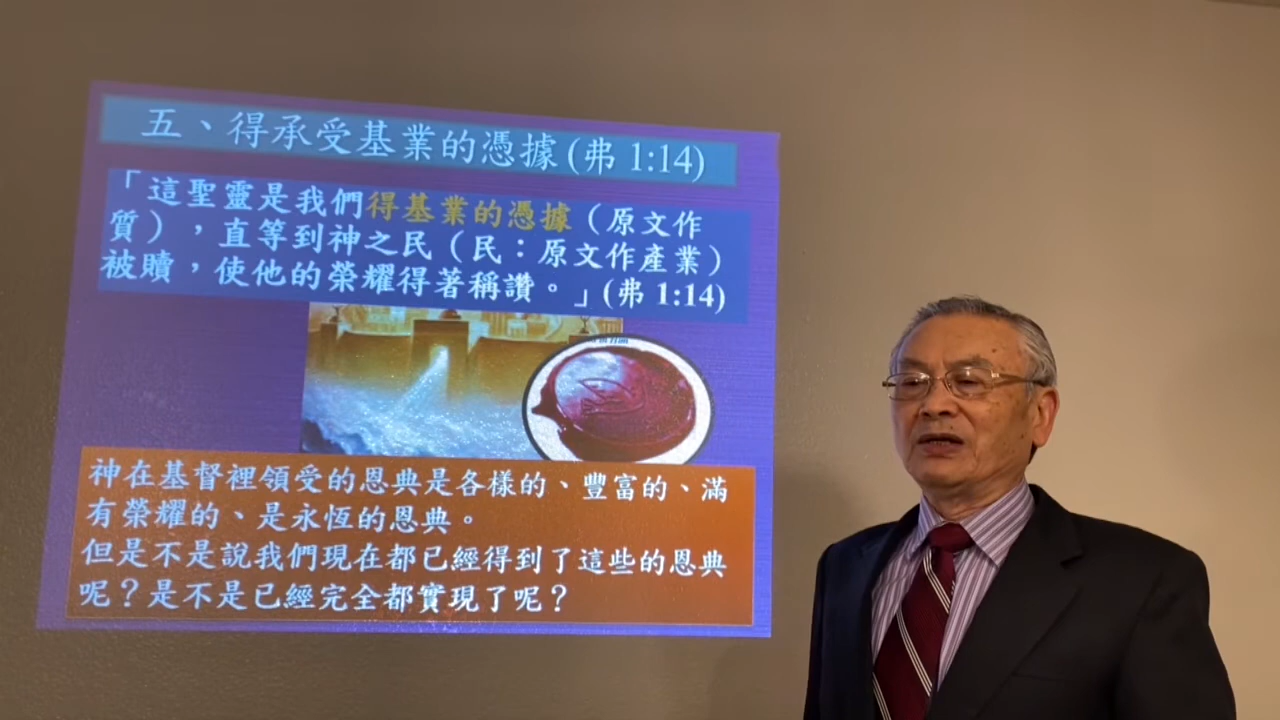 五、得承受基業的憑據(弗 1:14)
「這聖靈是我們得基業的憑據（原文作
質），直等到神之民（民：原文作產業）
被贖，使他的榮耀得著稱讚。」(弗 1:14)
神在基督裡領受的恩典是各樣的、豐富的、滿
有榮耀的、是永恆的恩典。
但是不是說我們現在都已經得到了這些的恩典
呢？是不是已經完全都實現了呢？